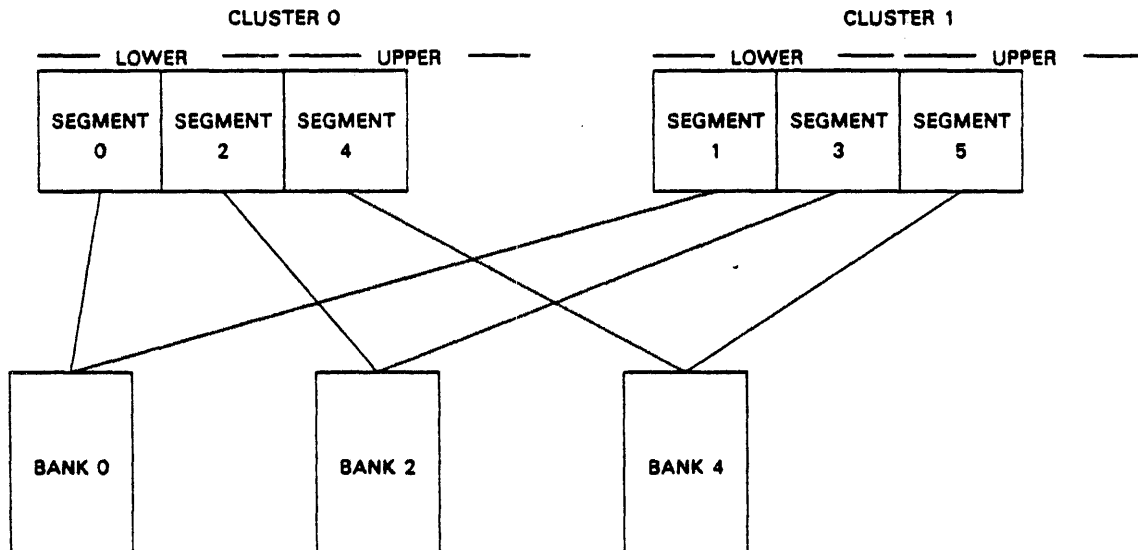 CLUSTER 0 CLUSTER 1
LOWER UPPER LOWER UPPER
SEGMENT SEGMENT SEGMENT SEGMENT SEGMENT SEGMENT
0 2 4 1 3 5
BANK 0 BANK 2 BANK 4